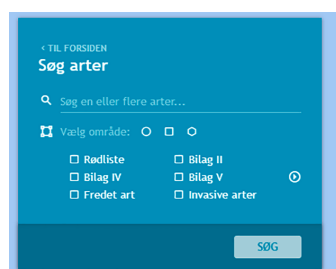 ‹ TIL FORSIDEN
Søg arter
Søg en eller flere arter...
Vælg område:
Rødliste Bilag II
Bilag IV Bilag V
Fredet art Invasive arter
SØG